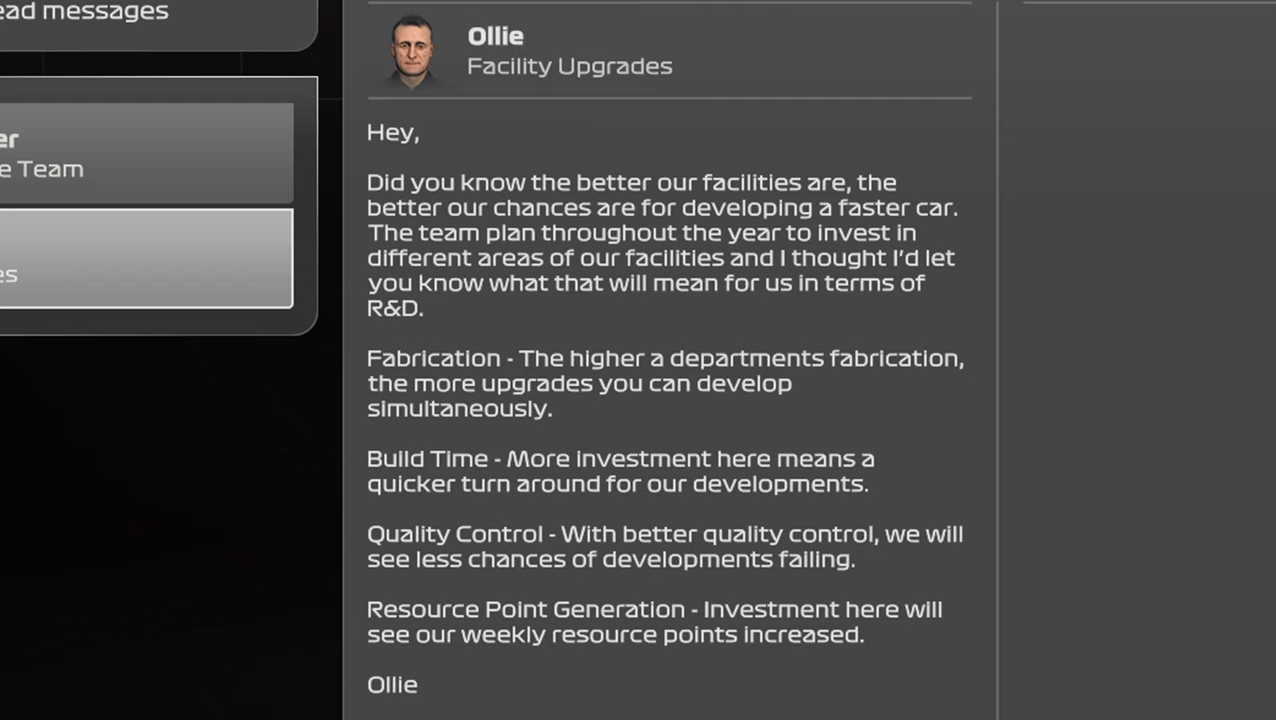 ead messages
er
e Team
es
Ollie
Facility Upgrades
Hey,
Did you know the better our facilities are, the
better our chances are for developing a faster car.
The team plan throughout the year to invest in
different areas of our facilities and I thought I'd let
you know what that will mean for us in terms of
R&D.
Fabrication - The higher a departments fabrication,
the more upgrades you can develop
simultaneously.
Build Time - More investment here means a
quicker turn around for our developments.
Quality Control - With better quality control, we will
see less chances of developments failing.
Resource Point Generation - Investment here will
see our weekly resource points increased.
Ollie